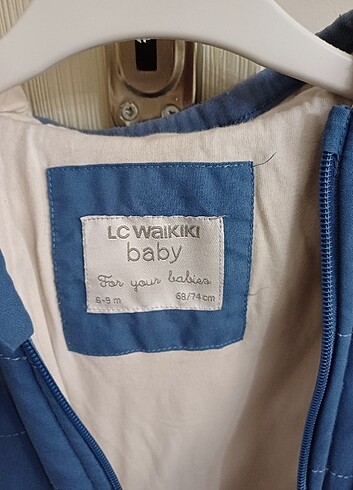 LC WAIKIKI
baby
For your babies
6-9 m 68/74 cm